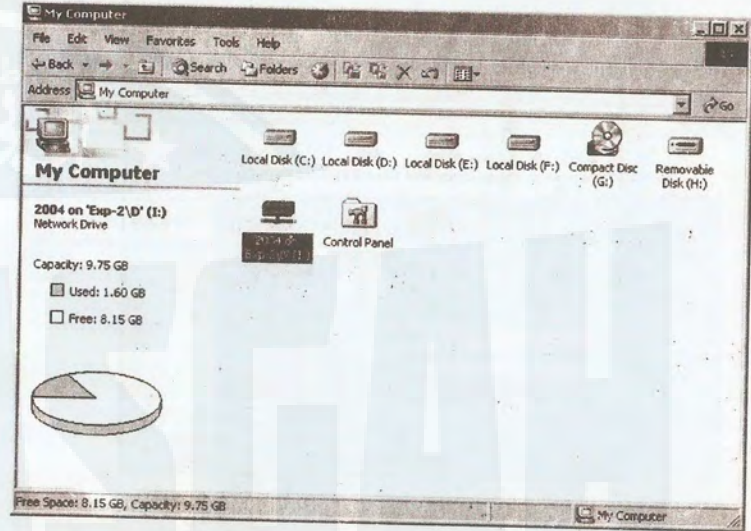 My Computer
File Edit View Favorites Tools Help
Back Search Folders
Address My Computer Go
My Computer
2004 on 'Exp-2\D' (I:)
Network Drive
Capacity: 9.75 GB
Used: 1.60 GB
Free: 8.15 GB
Local Disk (C:) Local Disk (D:) Local Disk (E:) Local Disk (F:) Compact Disc (G:) Removable Disk (H:)
2004 on
Control Panel
Free Space: 8.15 GB, Capacity: 9.75 GB My Computer